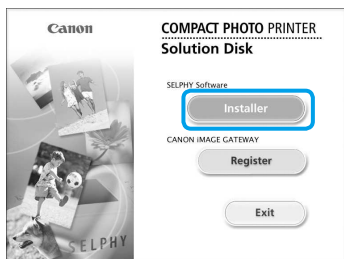 Canon
COMPACT PHOTO PRINTER
Solution Disk
SELPHY Software
Installer
CANON iMAGE GATEWAY
Register
Exit
SELPHY